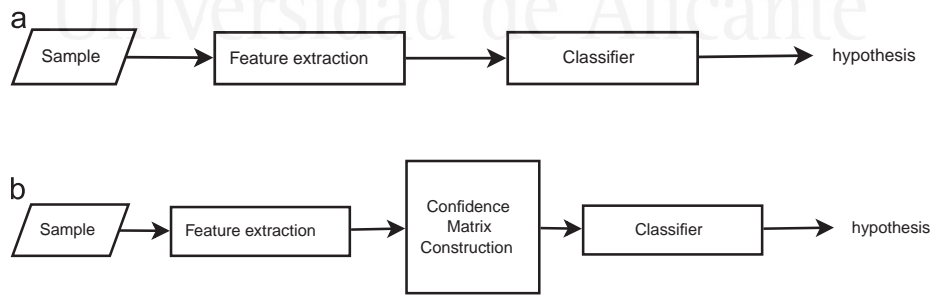 Universidad de Alicante
a
Sample
Feature extraction
Classifier
hypothesis
b
Sample
Feature extraction
Confidence
Matrix
Construction
Classifier
hypothesis